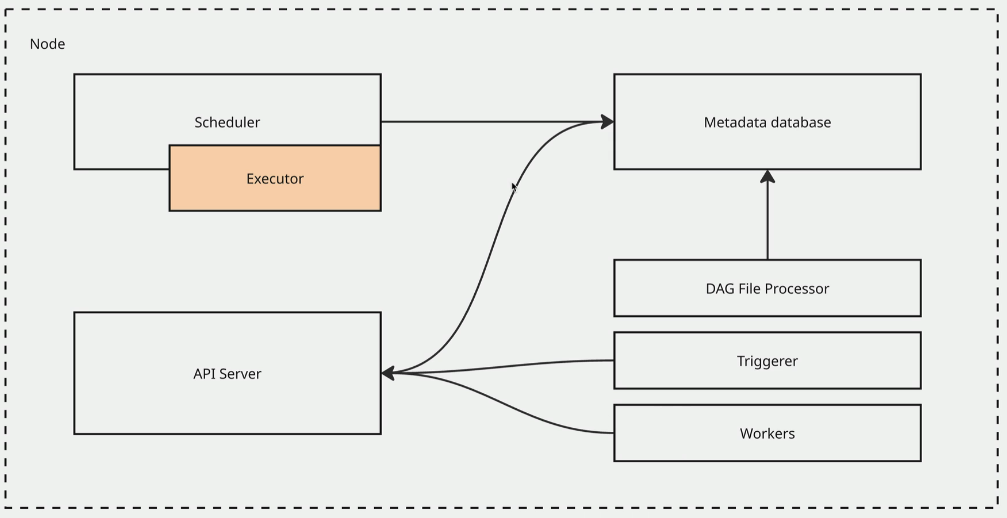 Node
Scheduler
Executor
Metadata database
DAG File Processor
API Server
Triggerer
Workers